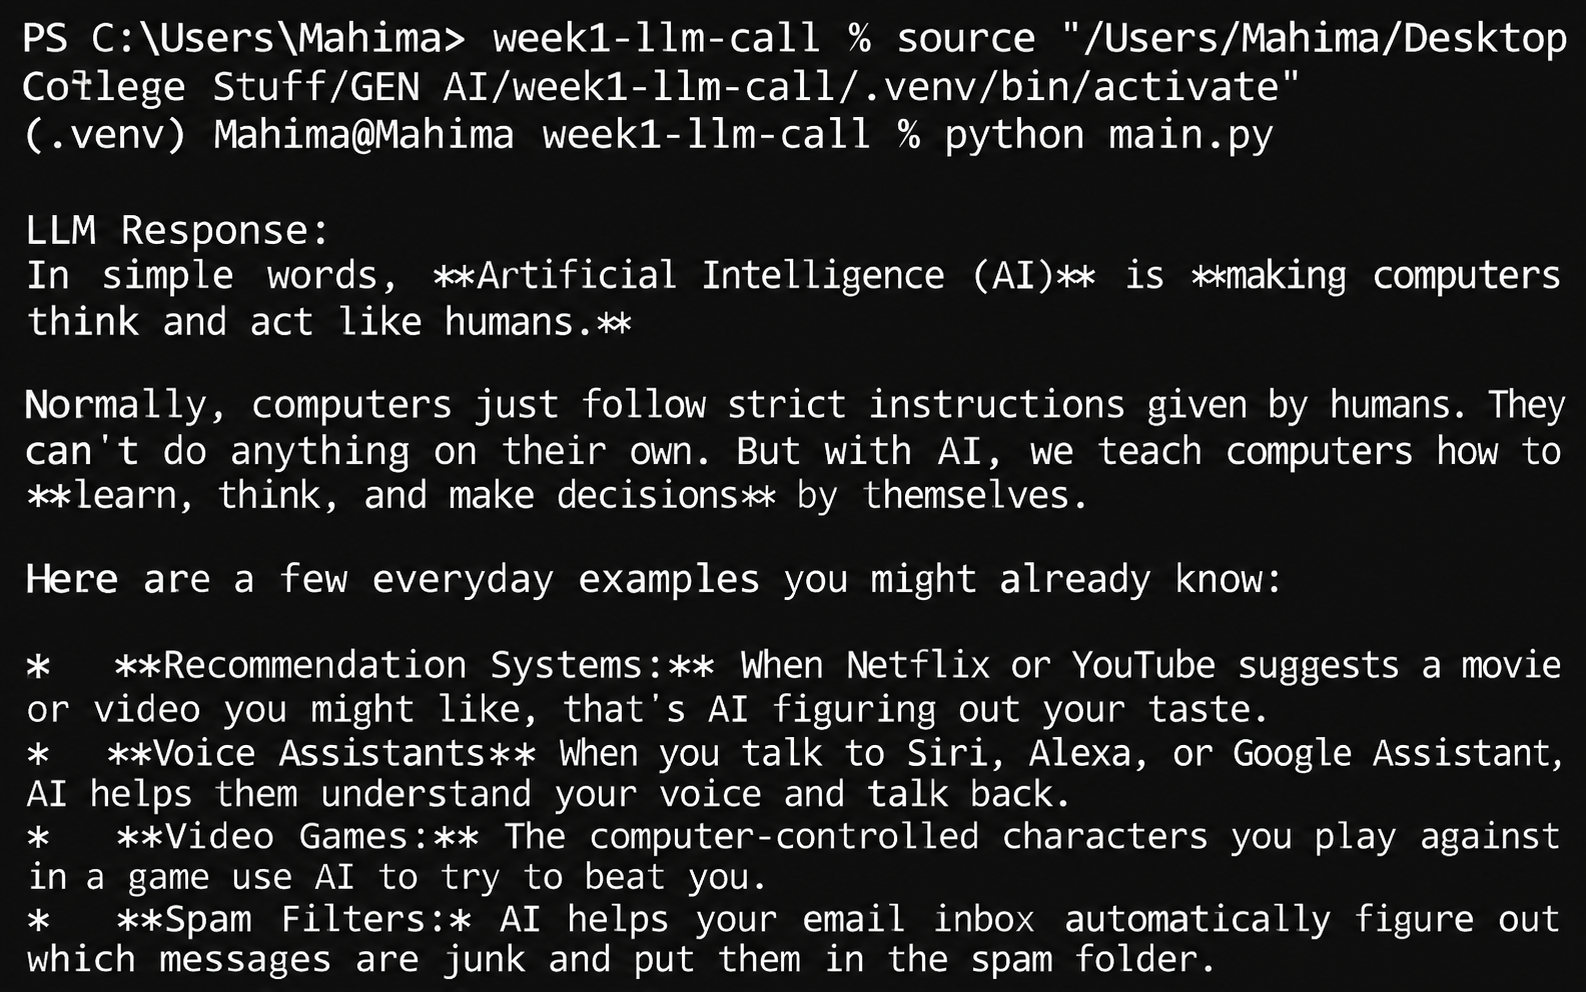 PS C:\Users\Mahima> week1-llm-call % source "/Users/Mahima/Desktop
College Stuff/GEN AI/week1-llm-call/.venv/bin/activate"
(.venv) Mahima@Mahima week1-llm-call % python main.py
LLM Response:
In simple words, **Artificial Intelligence (AI)** is **making computers
think and act like humans.**
Normally, computers just follow strict instructions given by humans. They
can't do anything on their own. But with AI, we teach computers how to
**learn, think, and make decisions** by themselves.
Here are a few everyday examples you might already know:
* **Recommendation Systems:** When Netflix or YouTube suggests a movie
or video you might like, that's AI figuring out your taste.
* **Voice Assistants** When you talk to Siri, Alexa, or Google Assistant,
AI helps them understand your voice and talk back.
* **Video Games:** The computer-controlled characters you play against
in a game use AI to try to beat you.
* **Spam Filters:* AI helps your email inbox automatically figure out
which messages are junk and put them in the spam folder.